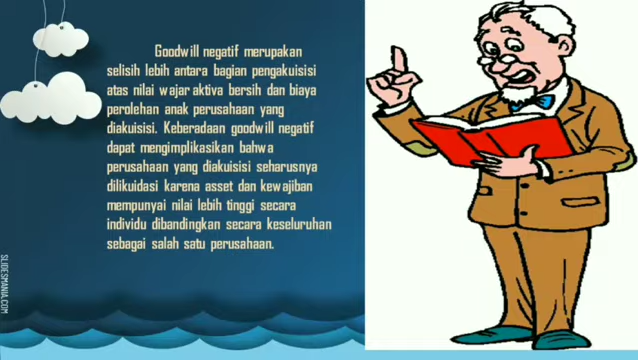 Goodwill negatif merupakan
selisih lebih antara bagian pengakuisisi
atas nilai wajar aktiva bersih dan biaya
perolehan anak perusahaan yang
diakuisisi. Keberadaan goodwill negatif
dapat mengimplikasikan bahwa
perusahaan yang diakuisisi seharusnya
dilikuidasi karena asset dan kewajiban
mempunyai nilai lebih tinggi secara
individu dibandingkan secara keseluruhan
sebagai salah satu perusahaan.
SLIDESMANIA.COM